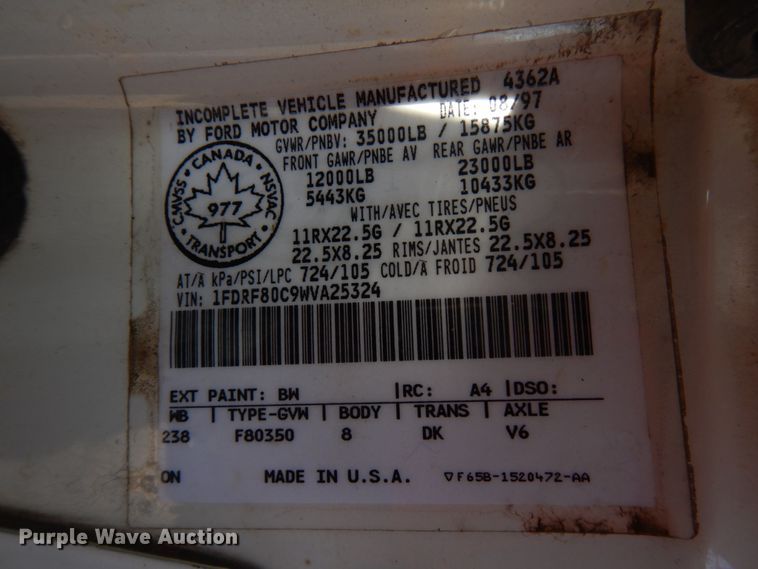 INCOMPLETE VEHICLE MANUFACTURED 4362A
BY FORD MOTOR COMPANY DATE: 08/97
GVWR/PNBV: 35000LB / 15875KG
FRONT GAWR/PNBE AV REAR GAWR/PNBE AR
12000LB 23000LB
5443KG 10433KG
WITH/AVEC TIRES/PNEUS
11RX22.5G / 11RX22.5G
22.5X8.25 RIMS/JANTES 22.5X8.25
AT/A kPa/PSI/LPC 724/105 COLD/A FROID 724/105
VIN: 1FDRF80C9WVA25324
CANADA
CMVSS NSVAC
977
TRANSPORT
EXT PAINT: BW RC: A4 DSO:
WB TYPE-GVW BODY TRANS AXLE
238 F80350 8 DK V6
ON MADE IN U.S.A. ▽F65B-1520472-AA
Purple Wave Auction